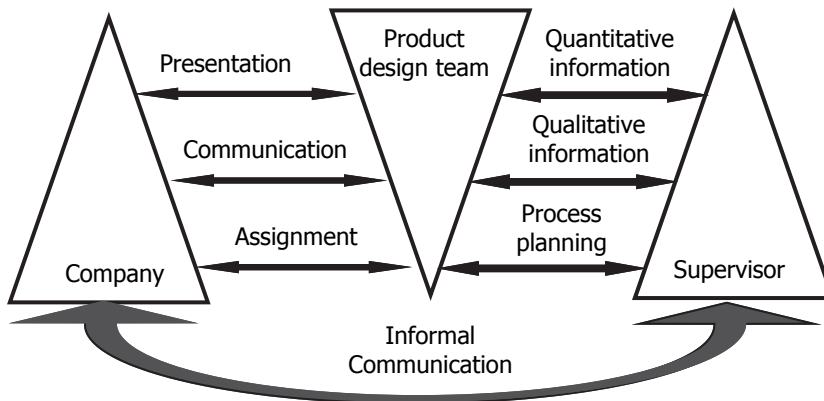 Presentation
Communication
Assignment
Company
Product
design team
Quantitative
information
Qualitative
information
Process
planning
Supervisor
Informal
Communication